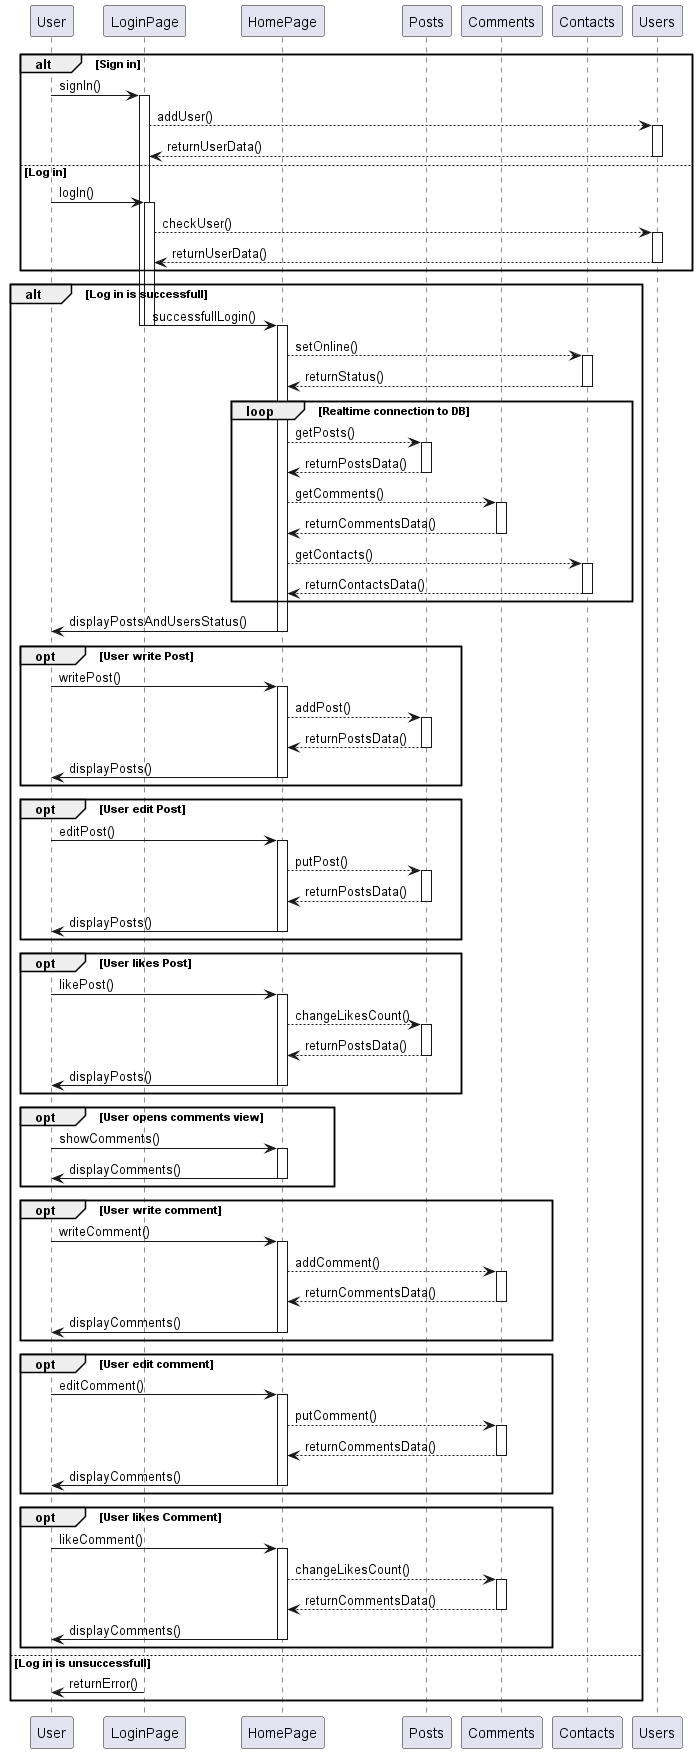 User LoginPage HomePage Posts Comments Contacts Users
alt [Sign in]
signIn()
addUser()
returnUserData()
[Log in]
logIn()
checkUser()
returnUserData()
alt [Log in is successfull]
successfullLogin()
setOnline()
returnStatus()
loop [Realtime connection to DB]
getPosts()
returnPostsData()
getComments()
returnCommentsData()
getContacts()
returnContactsData()
displayPostsAndUsersStatus()
opt [User write Post]
writePost()
addPost()
returnPostsData()
displayPosts()
opt [User edit Post]
editPost()
putPost()
returnPostsData()
displayPosts()
opt [User likes Post]
likePost()
changeLikesCount()
returnPostsData()
displayPosts()
opt [User opens comments view]
showComments()
displayComments()
opt [User write comment]
writeComment()
addComment()
returnCommentsData()
displayComments()
opt [User edit comment]
editComment()
putComment()
returnCommentsData()
displayComments()
opt [User likes Comment]
likeComment()
changeLikesCount()
returnCommentsData()
displayComments()
[Log in is unsuccessfull]
returnError()
User LoginPage HomePage Posts Comments Contacts Users